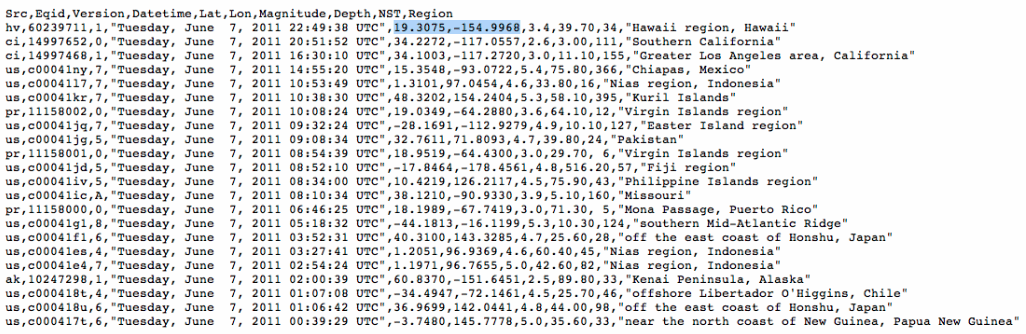 Src,Eqid,Version,Datetime,Lat,Lon,Magnitude,Depth,NST,Region
hv,60239711,1,"Tuesday, June  7, 2011 22:49:38 UTC",19.3075,-154.9968,3.4,39.70,34,"Hawaii region, Hawaii"
ci,14997652,0,"Tuesday, June  7, 2011 20:51:52 UTC",34.2272,-117.0557,2.6,3.00,111,"Southern California"
ci,14997468,1,"Tuesday, June  7, 2011 16:30:10 UTC",34.1003,-117.2720,3.0,11.10,155,"Greater Los Angeles area, California"
us,c00041ny,7,"Tuesday, June  7, 2011 14:55:20 UTC",15.3548,-93.0722,5.4,75.80,366,"Chiapas, Mexico"
us,c00041l7,7,"Tuesday, June  7, 2011 10:53:49 UTC",1.3101,97.0454,4.6,33.80,16,"Nias region, Indonesia"
us,c00041kr,7,"Tuesday, June  7, 2011 10:38:30 UTC",48.3202,154.2404,5.3,58.10,395,"Kuril Islands"
pr,11158002,0,"Tuesday, June  7, 2011 10:08:24 UTC",19.0349,-64.2880,3.6,64.10,12,"Virgin Islands region"
us,c00041jq,7,"Tuesday, June  7, 2011 09:32:24 UTC",-28.1691,-112.9279,4.9,10.10,127,"Easter Island region"
us,c00041jg,5,"Tuesday, June  7, 2011 09:08:34 UTC",32.7611,71.8093,4.7,39.80,24,"Pakistan"
pr,11158001,0,"Tuesday, June  7, 2011 08:54:39 UTC",18.9519,-64.4300,3.0,29.70, 6,"Virgin Islands region"
us,c00041jd,5,"Tuesday, June  7, 2011 08:52:10 UTC",-17.8464,-178.4561,4.8,516.20,57,"Fiji region"
us,c00041iv,5,"Tuesday, June  7, 2011 08:34:00 UTC",10.4219,126.2117,4.5,75.90,43,"Philippine Islands region"
us,c00041ic,A,"Tuesday, June  7, 2011 08:10:34 UTC",38.1210,-90.9330,3.9,5.10,160,"Missouri"
pr,11158000,0,"Tuesday, June  7, 2011 06:46:25 UTC",18.1989,-67.7419,3.0,71.30, 5,"Mona Passage, Puerto Rico"
us,c00041g1,8,"Tuesday, June  7, 2011 05:18:32 UTC",-44.1813,-16.1199,5.3,10.30,124,"southern Mid-Atlantic Ridge"
us,c00041f1,6,"Tuesday, June  7, 2011 03:52:31 UTC",40.3100,143.3285,4.7,25.60,28,"off the east coast of Honshu, Japan"
us,c00041es,4,"Tuesday, June  7, 2011 03:27:41 UTC",1.2051,96.9369,4.6,60.40,45,"Nias region, Indonesia"
us,c00041e4,7,"Tuesday, June  7, 2011 02:54:24 UTC",1.1971,96.7655,5.0,42.60,82,"Nias region, Indonesia"
ak,10247298,1,"Tuesday, June  7, 2011 02:00:39 UTC",60.8370,-151.6451,2.5,89.80,33,"Kenai Peninsula, Alaska"
us,c000418t,4,"Tuesday, June  7, 2011 01:07:08 UTC",-34.4947,-72.1461,4.5,25.70,46,"offshore Libertador O'Higgins, Chile"
us,c000418u,6,"Tuesday, June  7, 2011 01:06:42 UTC",36.9699,142.0441,4.8,44.00,98,"off the east coast of Honshu, Japan"
us,c000417t,6,"Tuesday, June  7, 2011 00:39:29 UTC",-3.7480,145.7778,5.0,35.60,33,"near the north coast of New Guinea, Papua New Guinea"